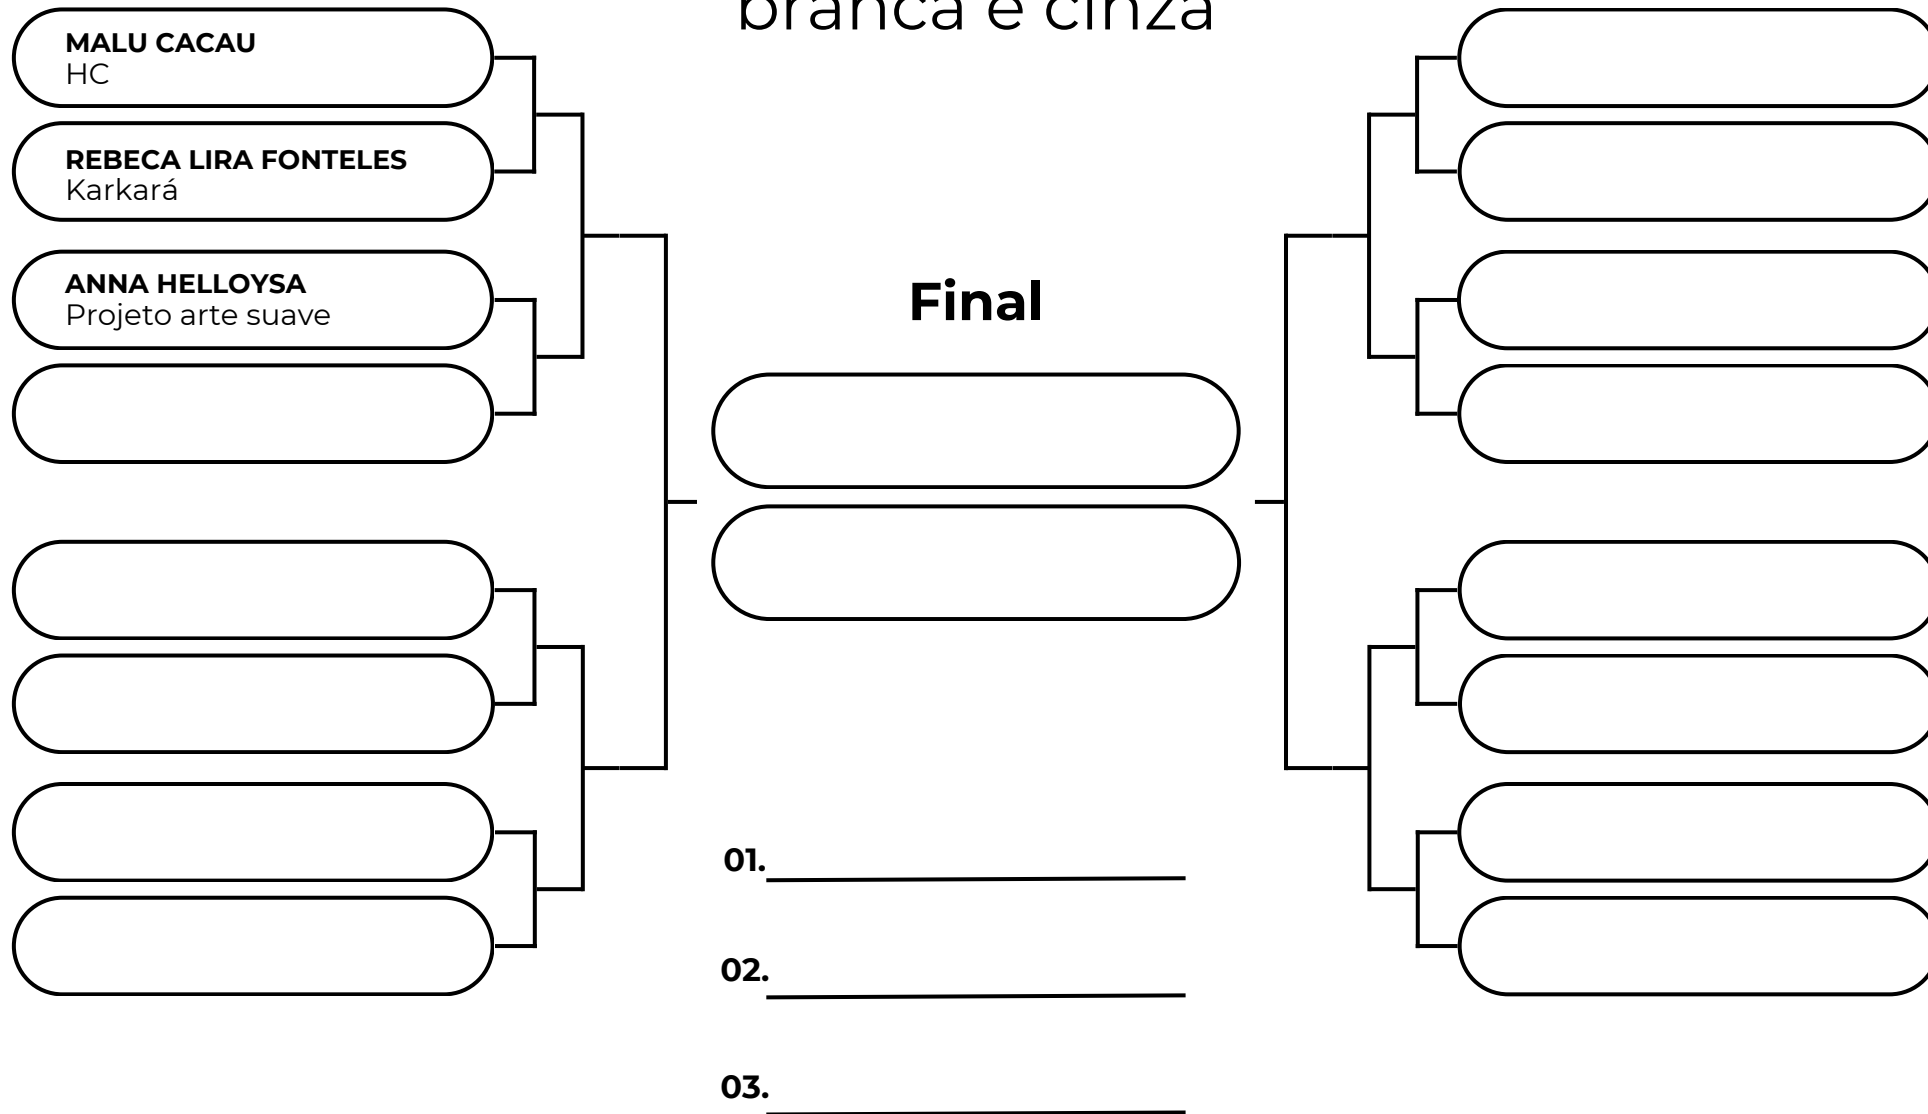 branca e cinza
MALU CACAU
HC
REBECA LIRA FONTELES
Karkará
ANNA HELLOYSA
Projeto arte suave
Final
01.
02.
03.